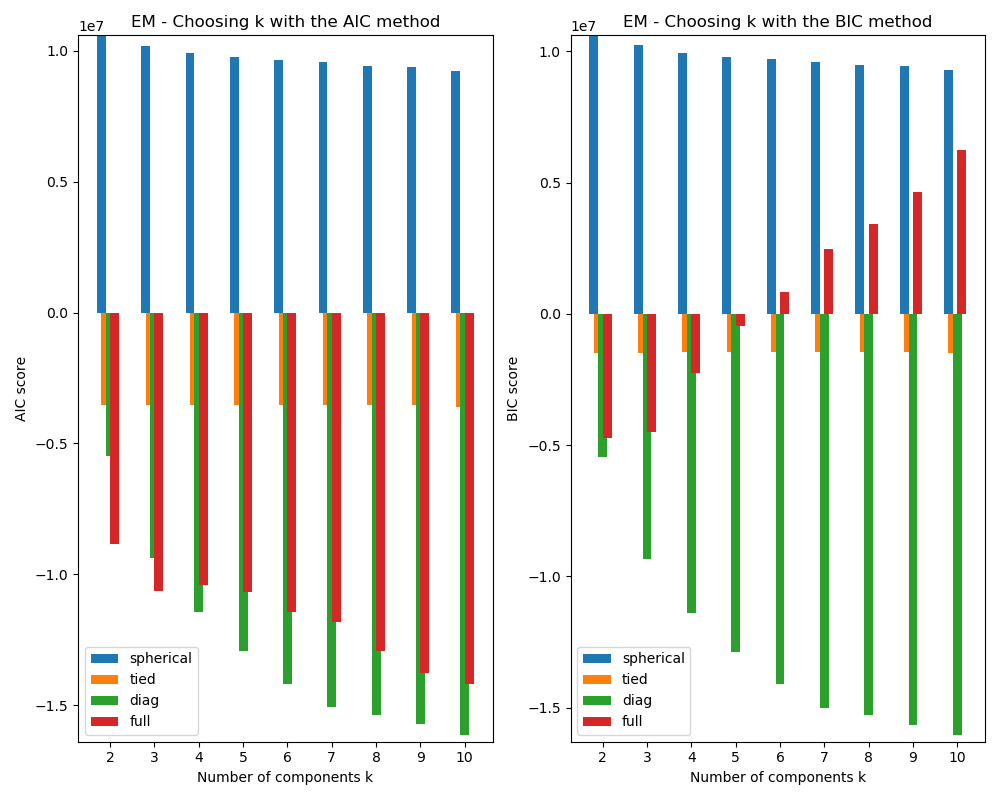 EM - Choosing k with the AIC method
1e7
1.0
0.5
0.0
−0.5
−1.0
−1.5
AIC score
spherical
tied
diag
full
2 3 4 5 6 7 8 9 10
Number of components k
EM - Choosing k with the BIC method
1e7
1.0
0.5
0.0
−0.5
−1.0
−1.5
BIC score
spherical
tied
diag
full
2 3 4 5 6 7 8 9 10
Number of components k